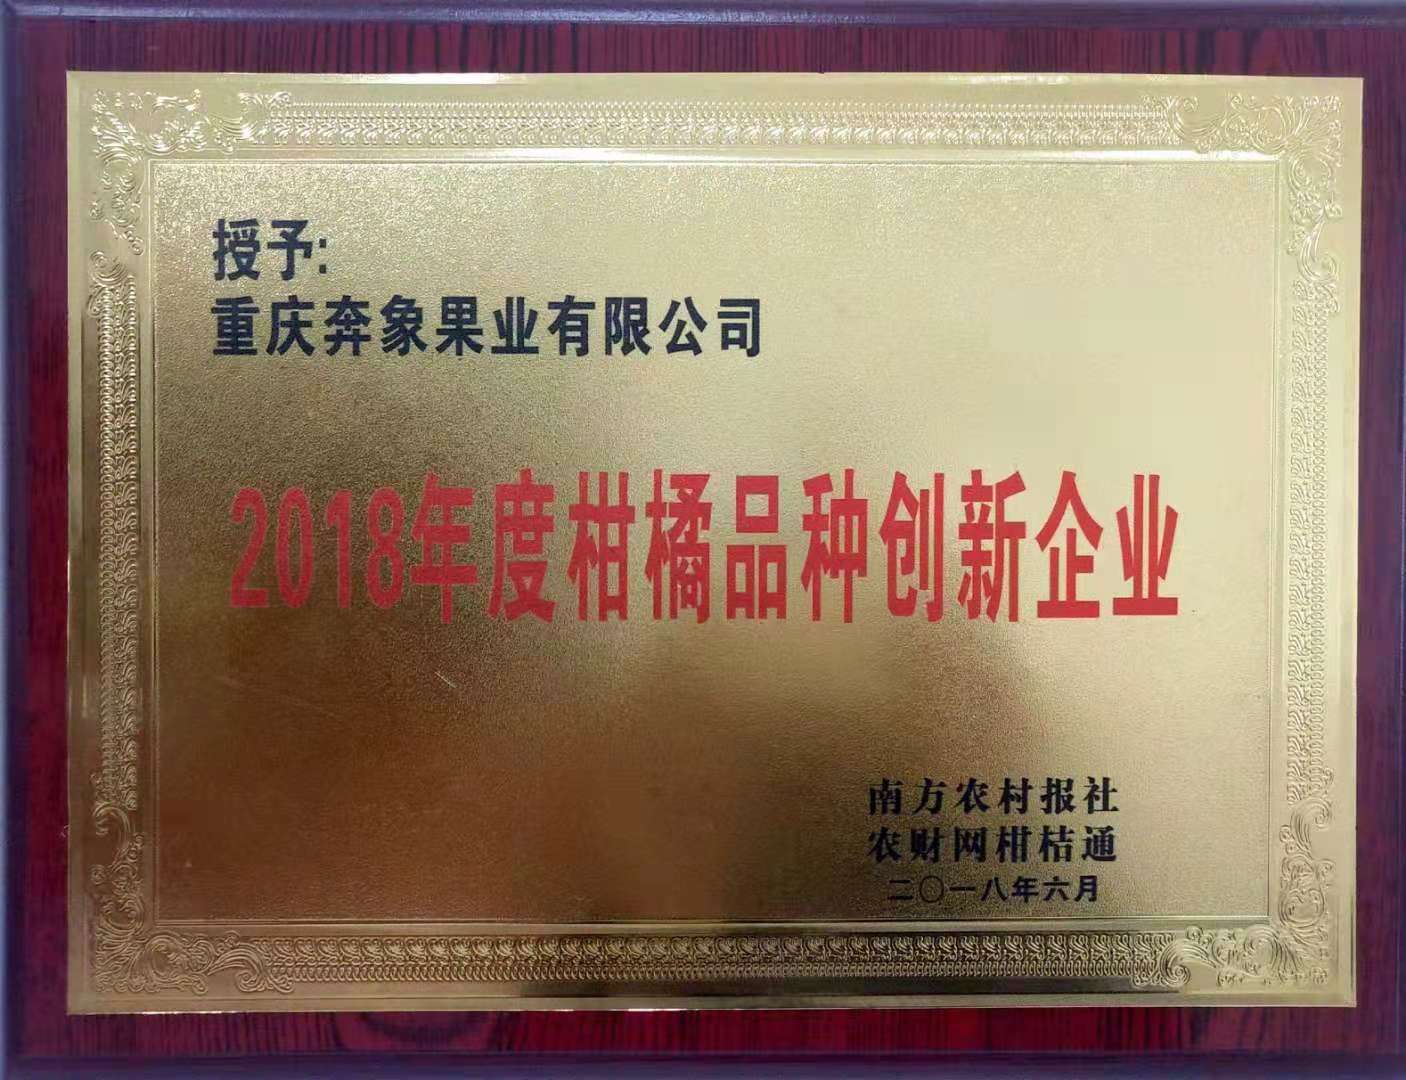 授予:
重庆奔象果业有限公司
2018年度柑橘品种创新企业
南方农村报社
农财网柑桔通
二〇一八年六月